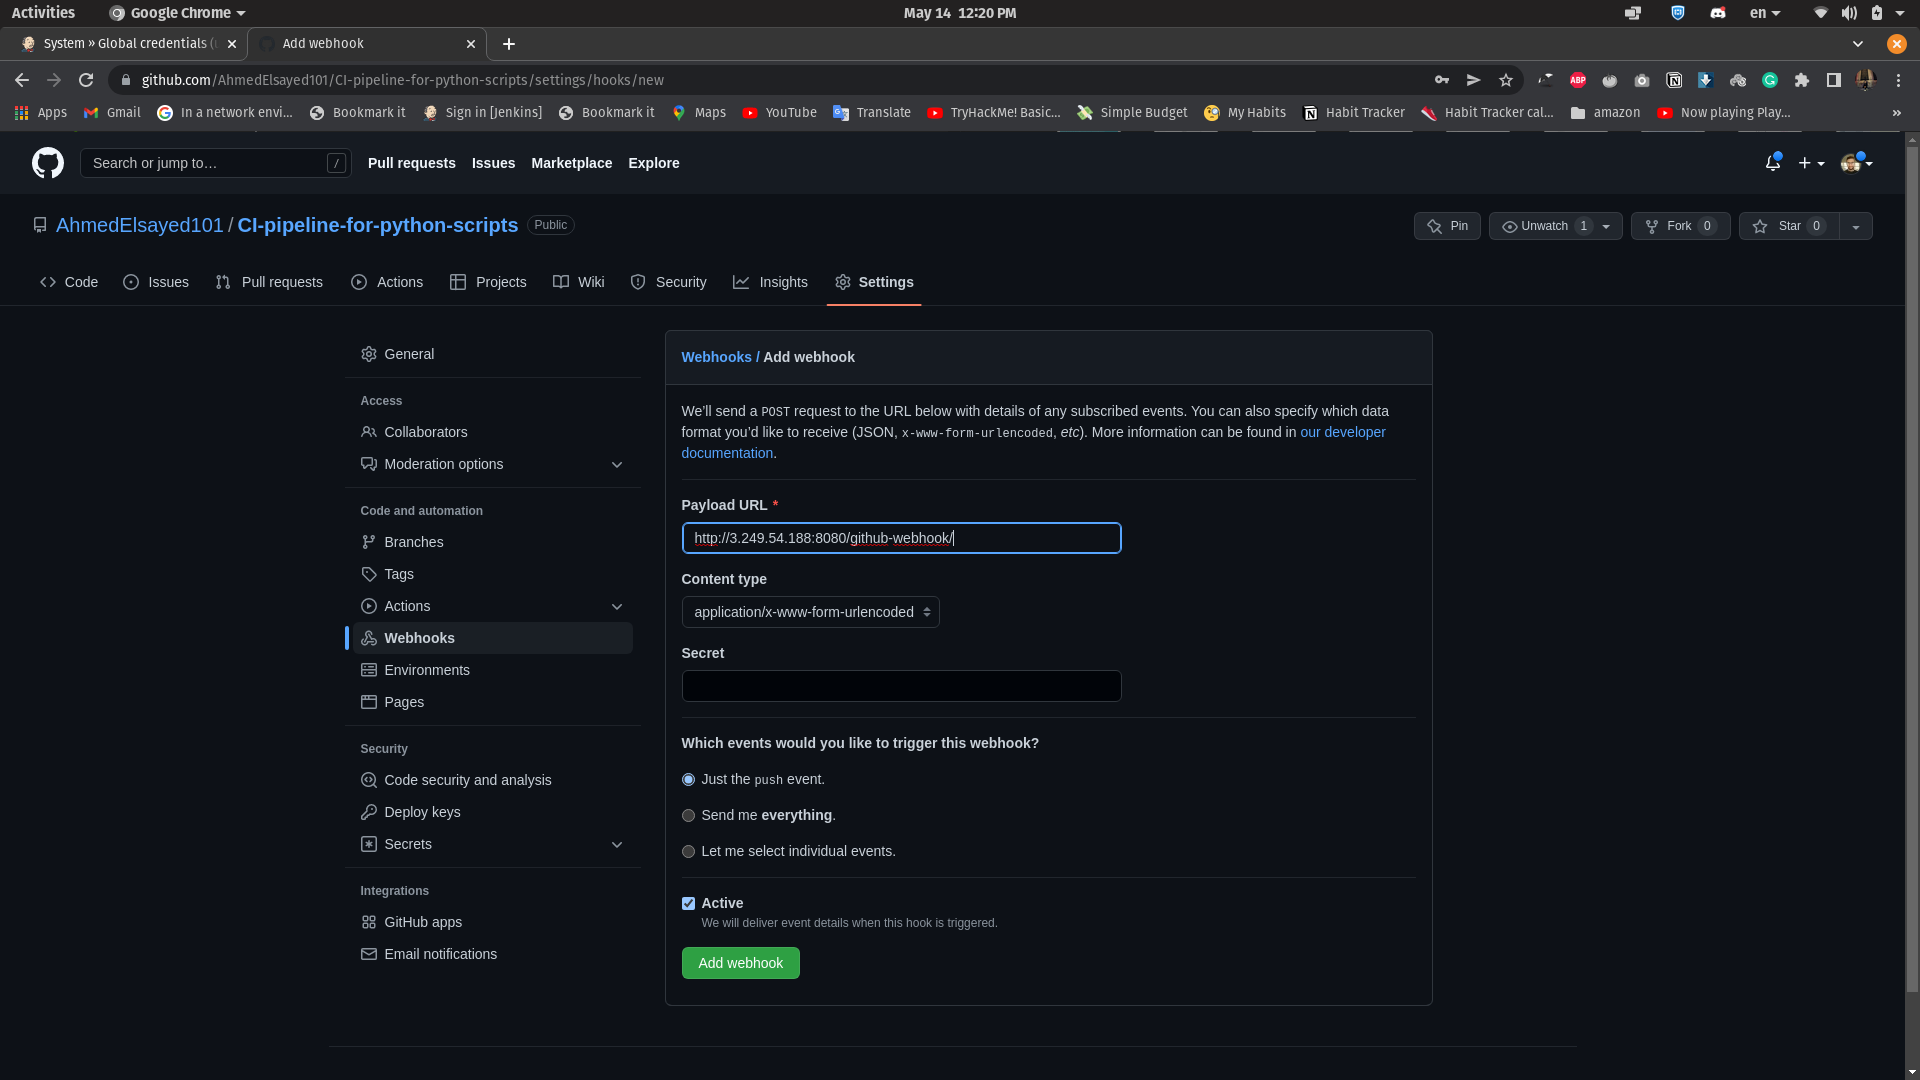 Activities
Google Chrome
May 14 12:20 PM
en
System » Global credentials (u
Add webhook
github.com/AhmedElsayed101/CI-pipeline-for-python-scripts/settings/hooks/new
ABP
Apps
Gmail
In a network envi...
Bookmark it
Sign in [Jenkins]
Bookmark it
Maps
YouTube
Translate
TryHackMe! Basic...
Simple Budget
My Habits
Habit Tracker
Habit Tracker cal...
amazon
Now playing Play...
»
Search or jump to…
/
Pull requests
Issues
Marketplace
Explore
AhmedElsayed101 / CI-pipeline-for-python-scripts
Public
Pin
Unwatch 1
Fork 0
Star 0
Code
Issues
Pull requests
Actions
Projects
Wiki
Security
Insights
Settings
General
Access
Collaborators
Moderation options
Code and automation
Branches
Tags
Actions
Webhooks
Environments
Pages
Security
Code security and analysis
Deploy keys
Secrets
Integrations
GitHub apps
Email notifications
Webhooks / Add webhook
We’ll send a POST request to the URL below with details of any subscribed events. You can also specify which data
format you’d like to receive (JSON, x-www-form-urlencoded, etc). More information can be found in our developer
documentation.
Payload URL *
http://3.249.54.188:8080/github-webhook/
Content type
application/x-www-form-urlencoded
Secret
Which events would you like to trigger this webhook?
Just the push event.
Send me everything.
Let me select individual events.
Active
We will deliver event details when this hook is triggered.
Add webhook